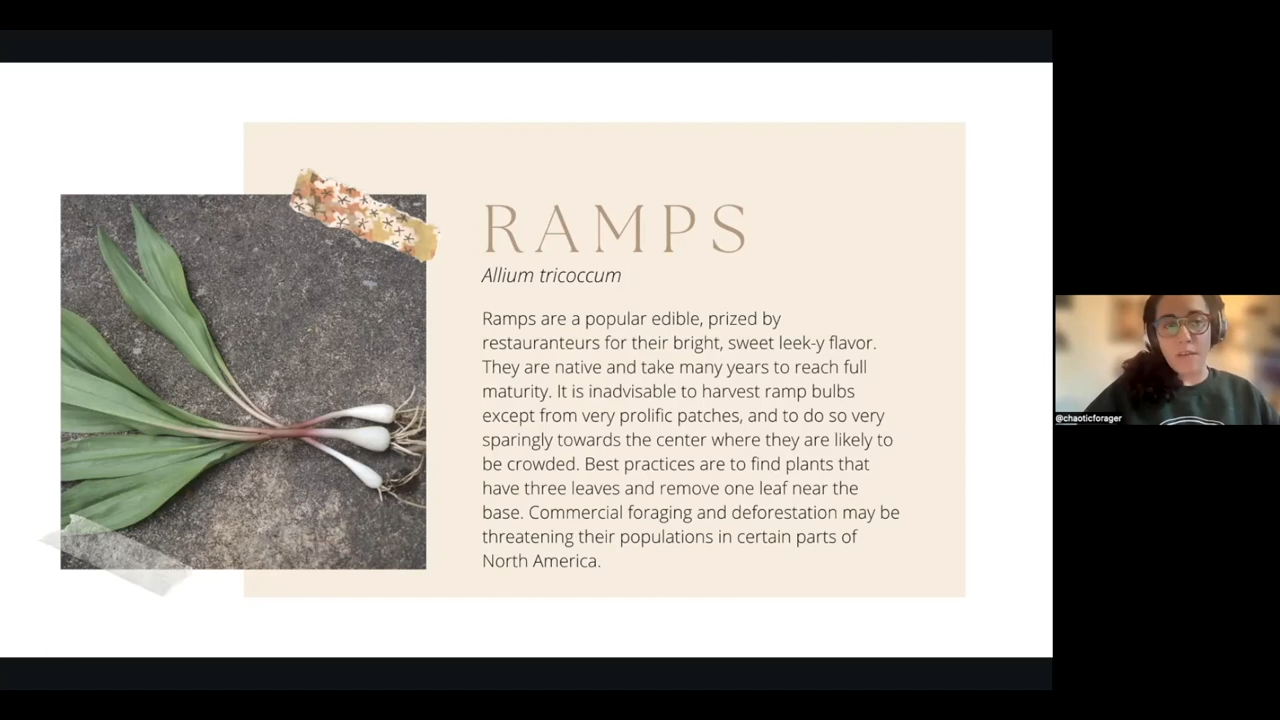 RAMPS
Allium tricoccum
Ramps are a popular edible, prized by
restauranteurs for their bright, sweet leek-y flavor.
They are native and take many years to reach full
maturity. It is inadvisable to harvest ramp bulbs
except from very prolific patches, and to do so very
sparingly towards the center where they are likely to
be crowded. Best practices are to find plants that
have three leaves and remove one leaf near the
base. Commercial foraging and deforestation may be
threatening their populations in certain parts of
North America.
@chaoticforager